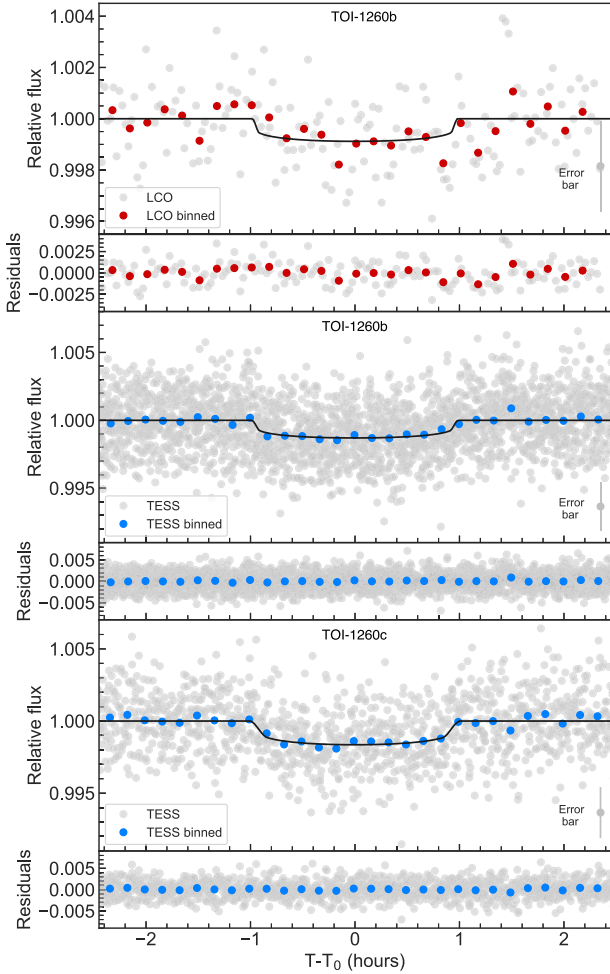 TOI-1260b
1.004
1.002
1.000
0.998
0.996
Relative flux
LCO
LCO binned
Error
bar
0.0025
0.0000
−0.0025
Residuals
TOI-1260b
1.005
1.000
0.995
Relative flux
TESS
TESS binned
Error
bar
0.005
0.000
−0.005
Residuals
TOI-1260c
1.005
1.000
0.995
Relative flux
TESS
TESS binned
Error
bar
0.005
0.000
−0.005
Residuals
−2 −1 0 1 2
T-T0 (hours)